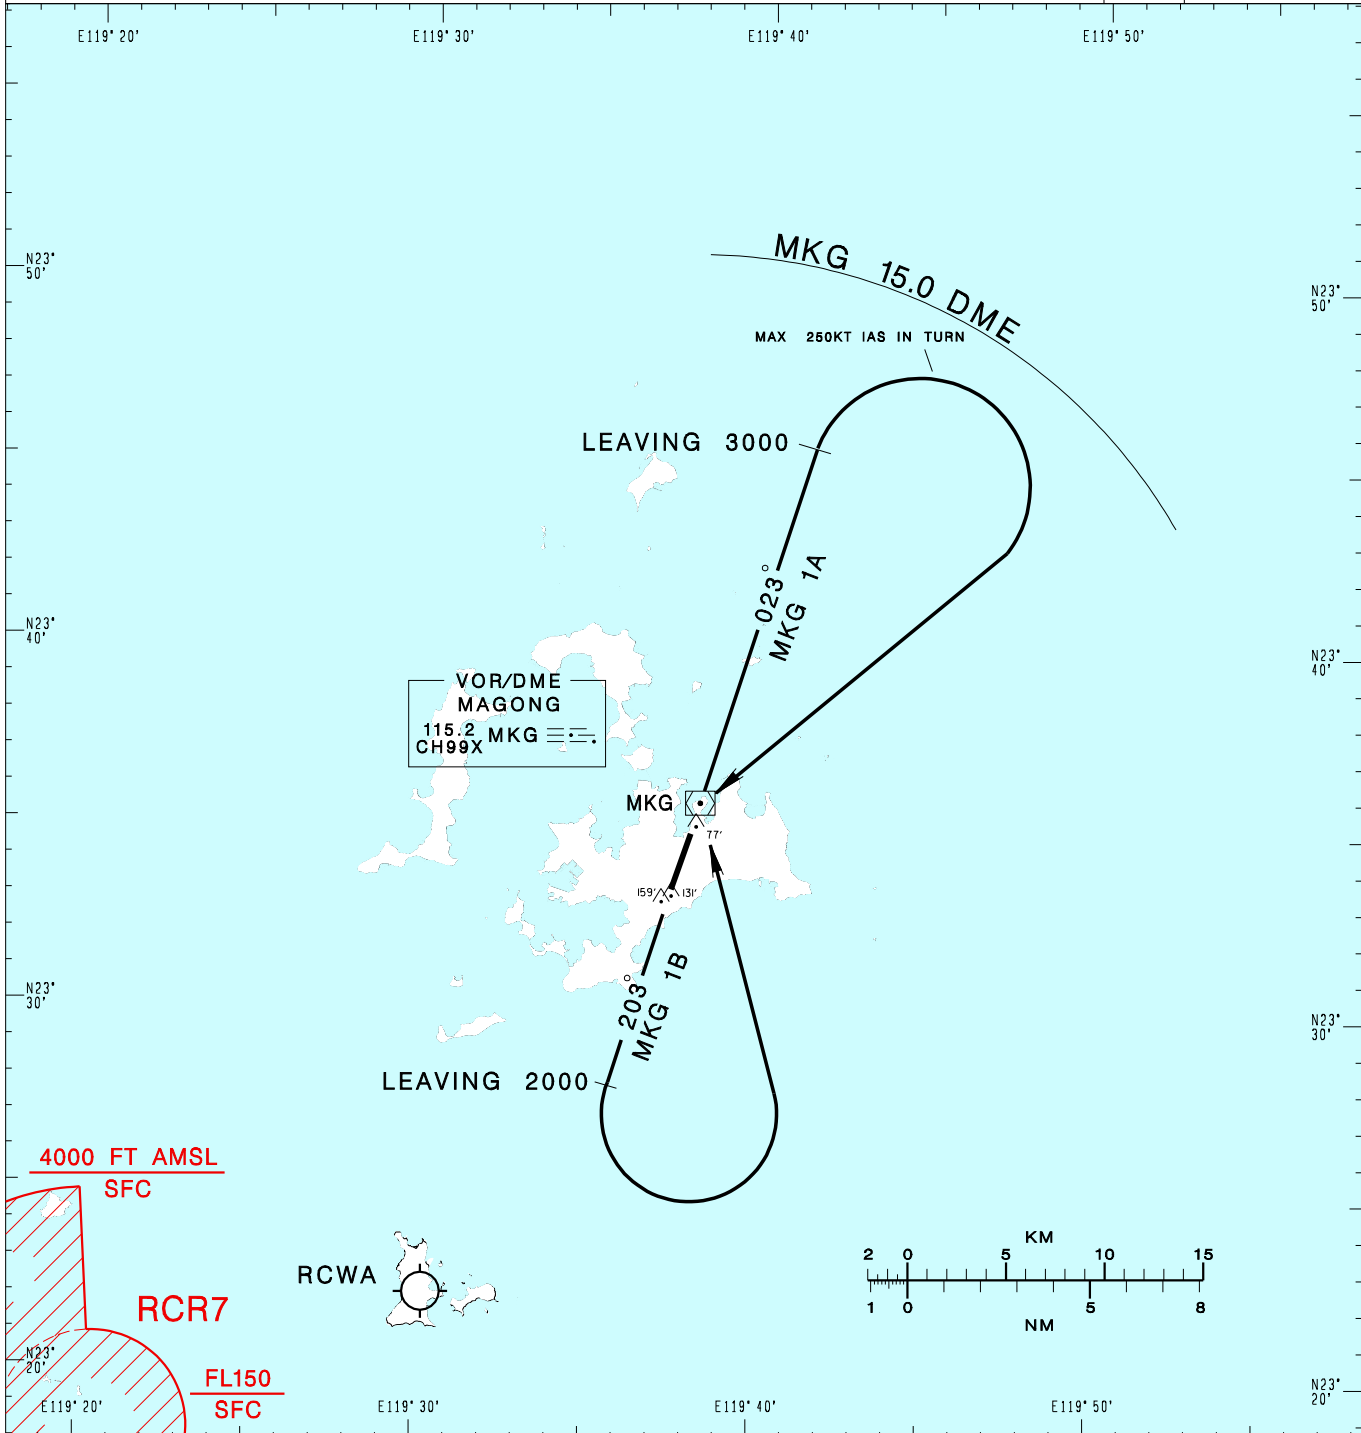 E119° 20'
E119° 30'
E119° 40'
E119° 50'
MKG 15.0 DME
N23°
50'
N23°
50'
MAX 250KT IAS IN TURN
LEAVING 3000
023°
MKG 1A
N23°
40'
N23°
40'
VOR/DME
MAGONG
115.2
CH99X
MKG
MKG
77'
159'
131'
203°
MKG 1B
N23°
30'
N23°
30'
LEAVING 2000
4000 FT AMSL
SFC
RCWA
RCR7
KM
2 0 5 10 15
1 0 5 8
NM
N23°
20'
N23°
20'
FL150
SFC
E119° 20'
E119° 30'
E119° 40'
E119° 50'